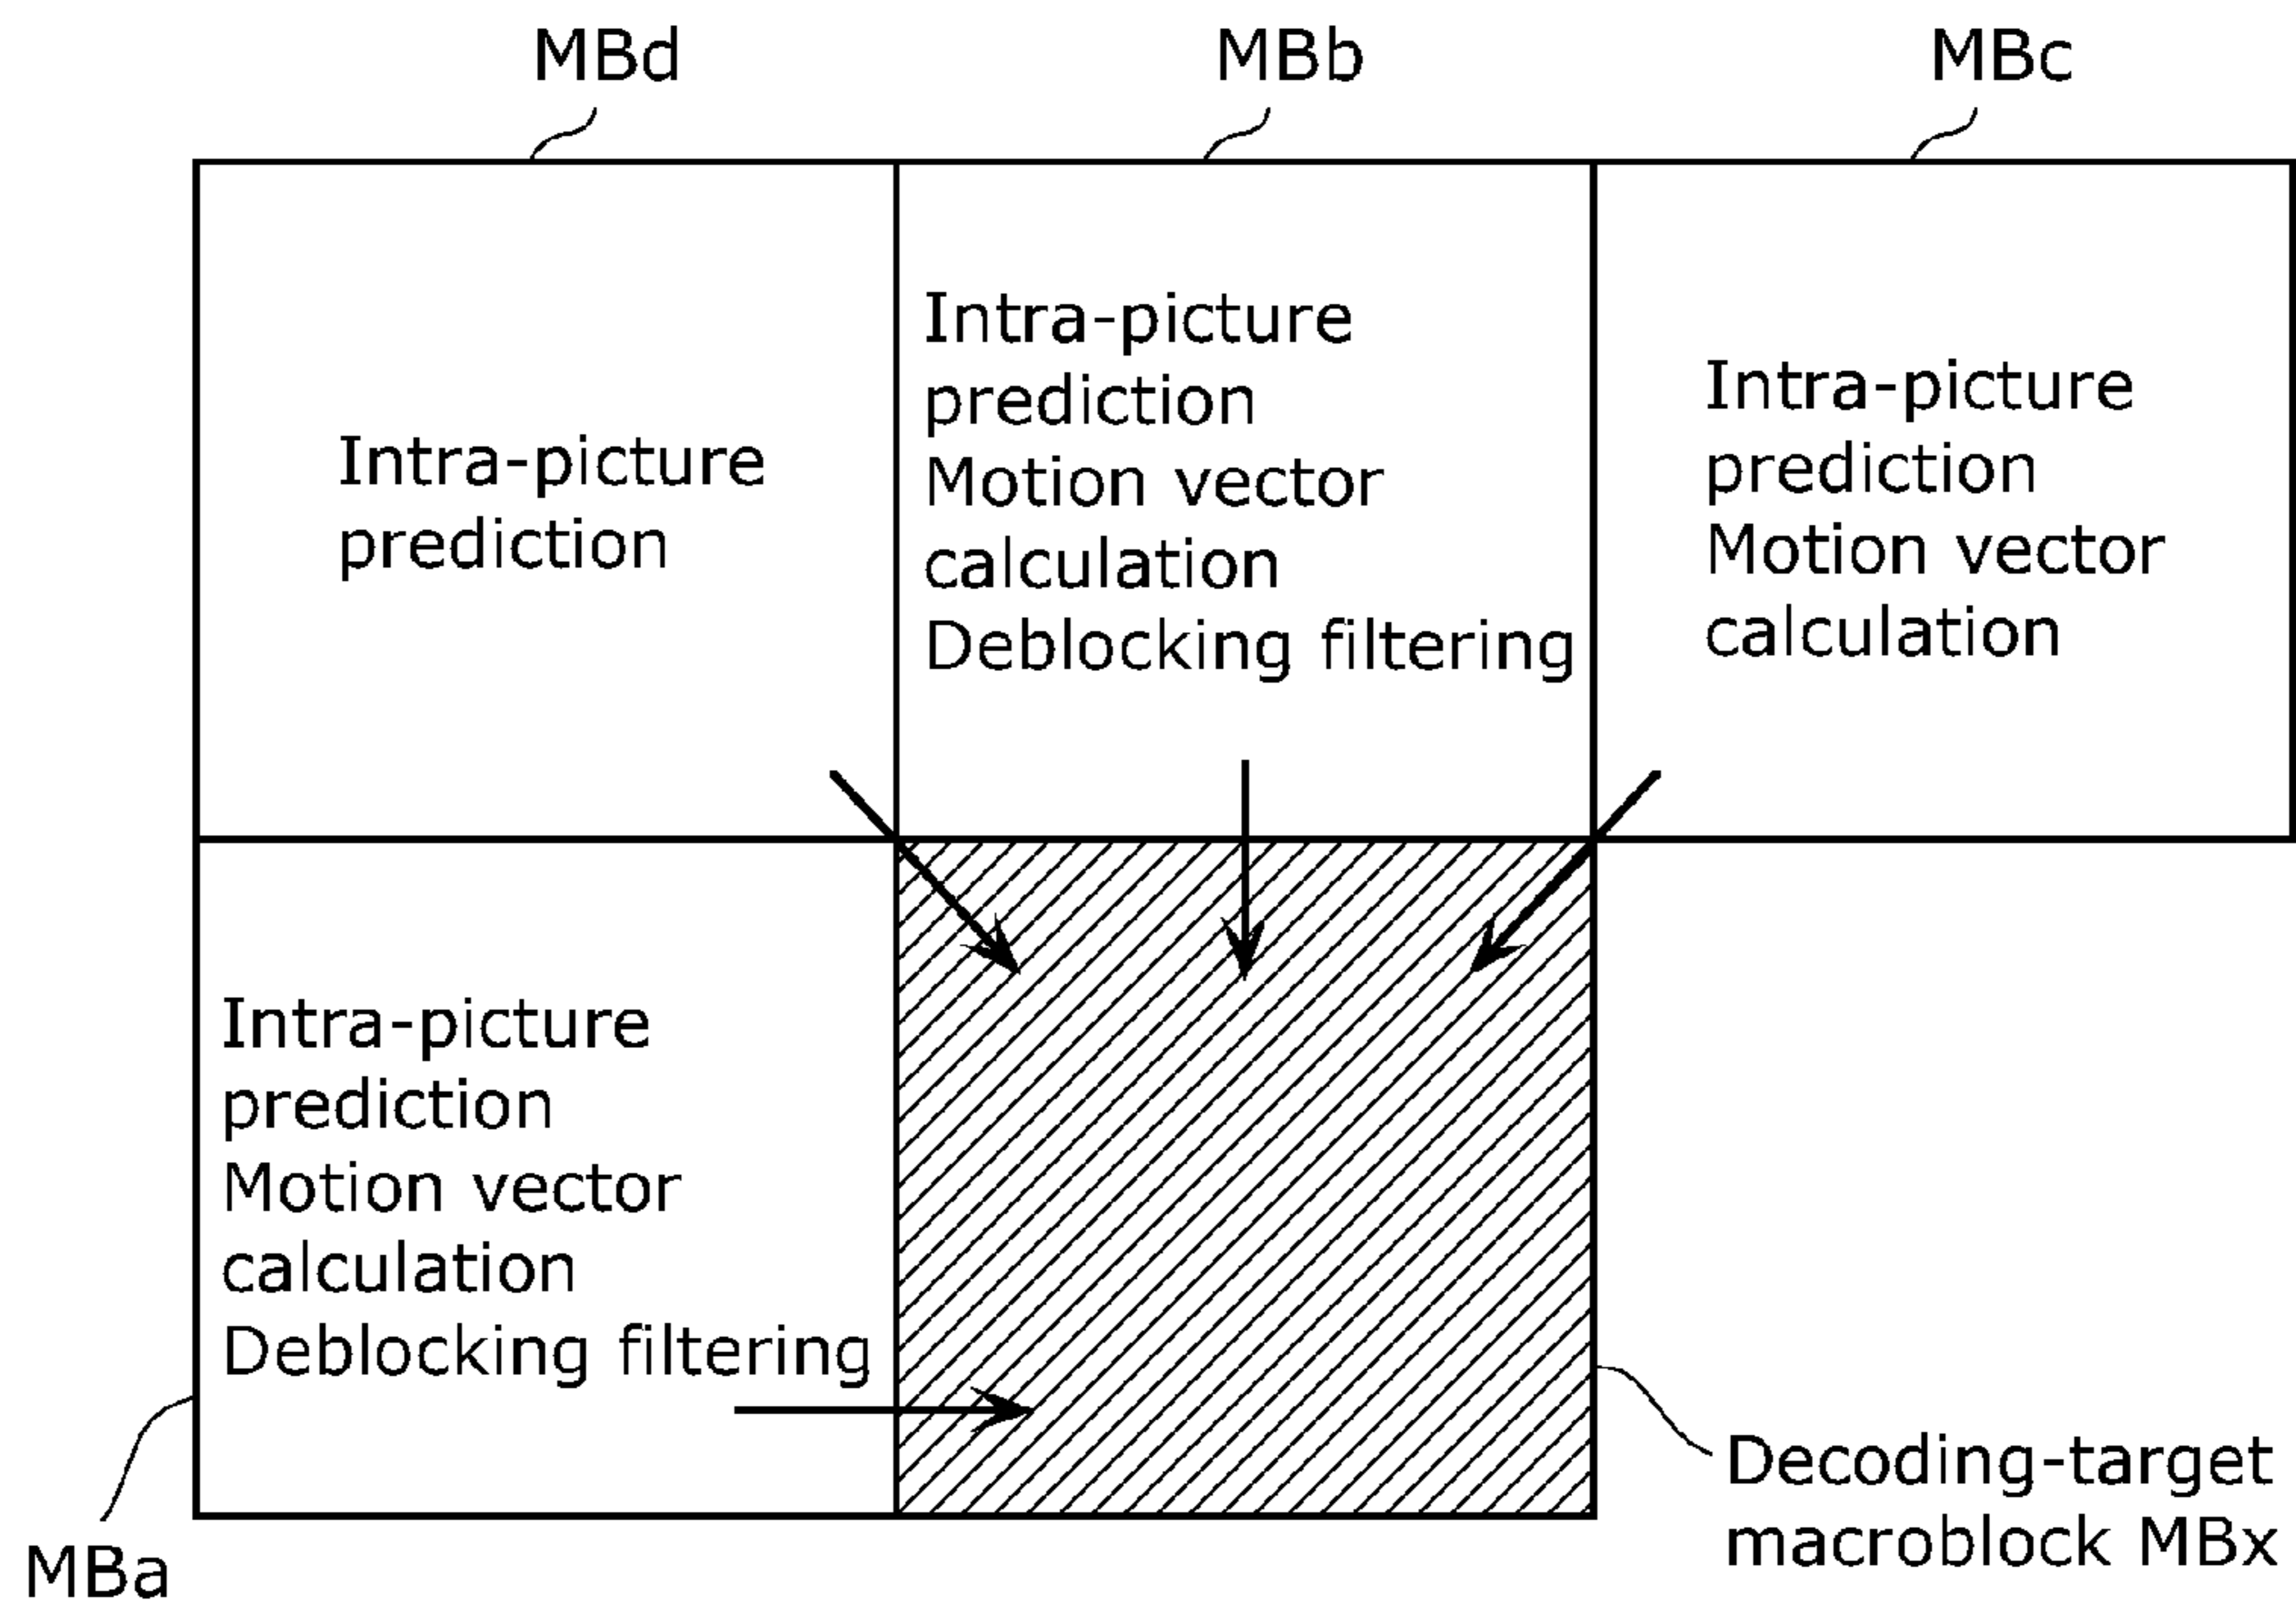 MBd
MBb
MBc
Intra-picture
prediction
Intra-picture
prediction
Motion vector
calculation
Deblocking filtering
Intra-picture
prediction
Motion vector
calculation
Intra-picture
prediction
Motion vector
calculation
Deblocking filtering
MBa
Decoding-target
macroblock MBx